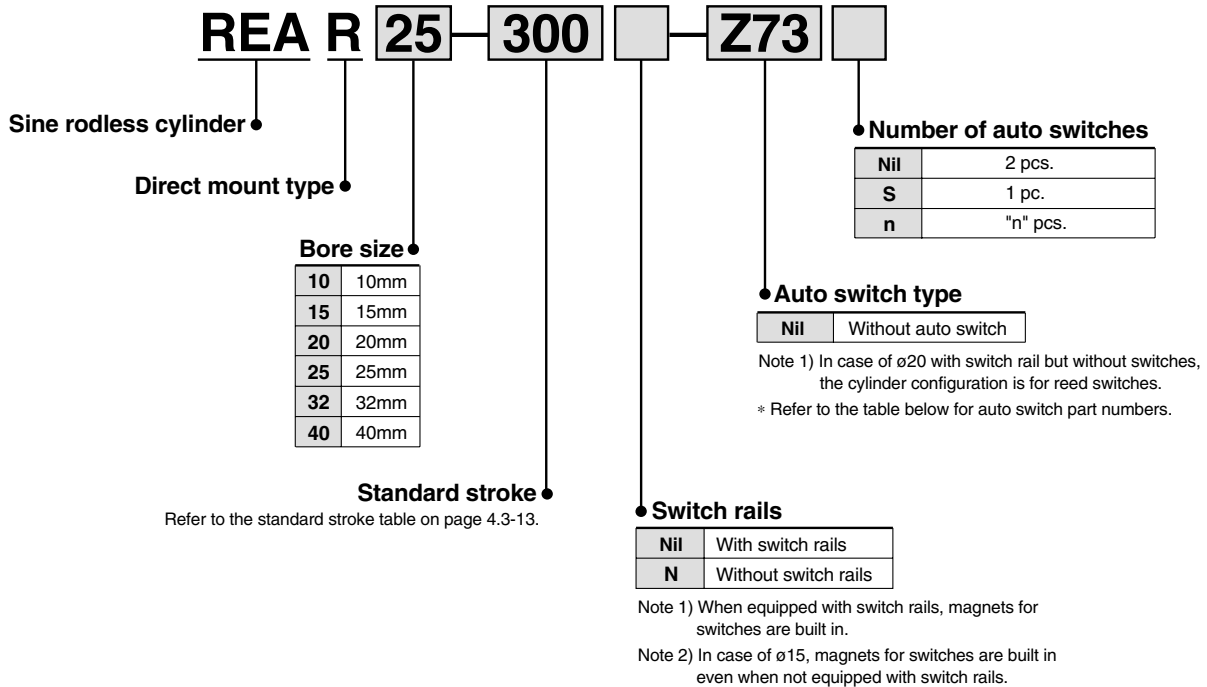 REA R 25 — 300 — Z73
Sine rodless cylinder
Direct mount type
Bore size
10 10mm
15 15mm
20 20mm
25 25mm
32 32mm
40 40mm
Standard stroke
Refer to the standard stroke table on page 4.3-13.
Switch rails
Nil With switch rails
N Without switch rails
Note 1) When equipped with switch rails, magnets for
switches are built in.
Note 2) In case of ø15, magnets for switches are built in
even when not equipped with switch rails.
Auto switch type
Nil Without auto switch
Note 1) In case of ø20 with switch rail but without switches,
the cylinder configuration is for reed switches.
∗ Refer to the table below for auto switch part numbers.
Number of auto switches
Nil 2 pcs.
S 1 pc.
n "n" pcs.